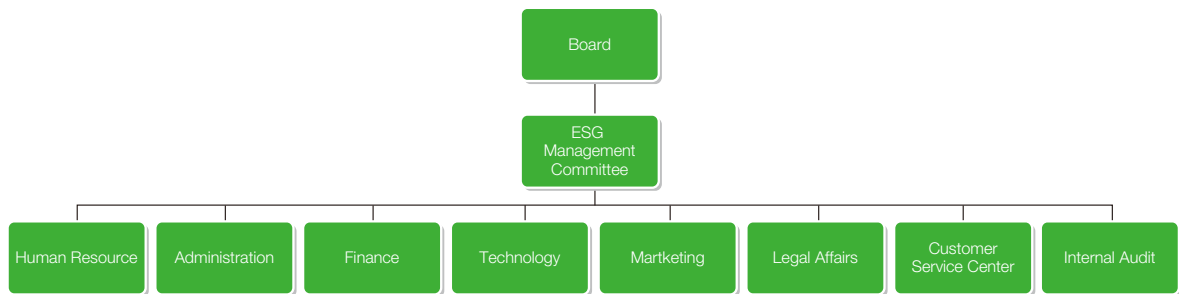 Board
ESG
Management
Committee
Human Resource
Administration
Finance
Technology
Martketing
Legal Affairs
Customer
Service Center
Internal Audit